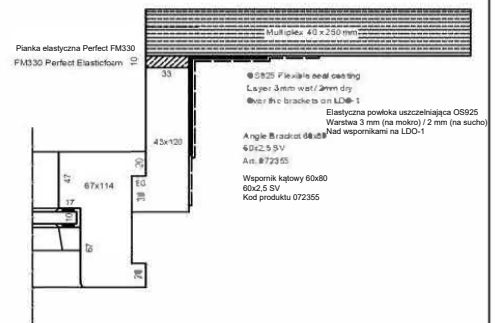 Multiplex 40 x 250 mm
Pianka elastyczna Perfect FM330
FM330 Perfect Elasticfoam
10
33
OS825 Flexible seal coating
Layer 3mm wet / 2mm dry
Over the brackets on LDO-1
Elastyczna powłoka uszczelniająca OS925
Warstwa 3 mm (na mokro) / 2 mm (na sucho)
Nad wspornikami na LDO-1
43x120
Angle Bracket 60x80
60x2,5 SV
Art. 072355
Wspornik kątowy 60x80
60x2,5 SV
Kod produktu 072355
20
47
67x114
38
17
10
67
28